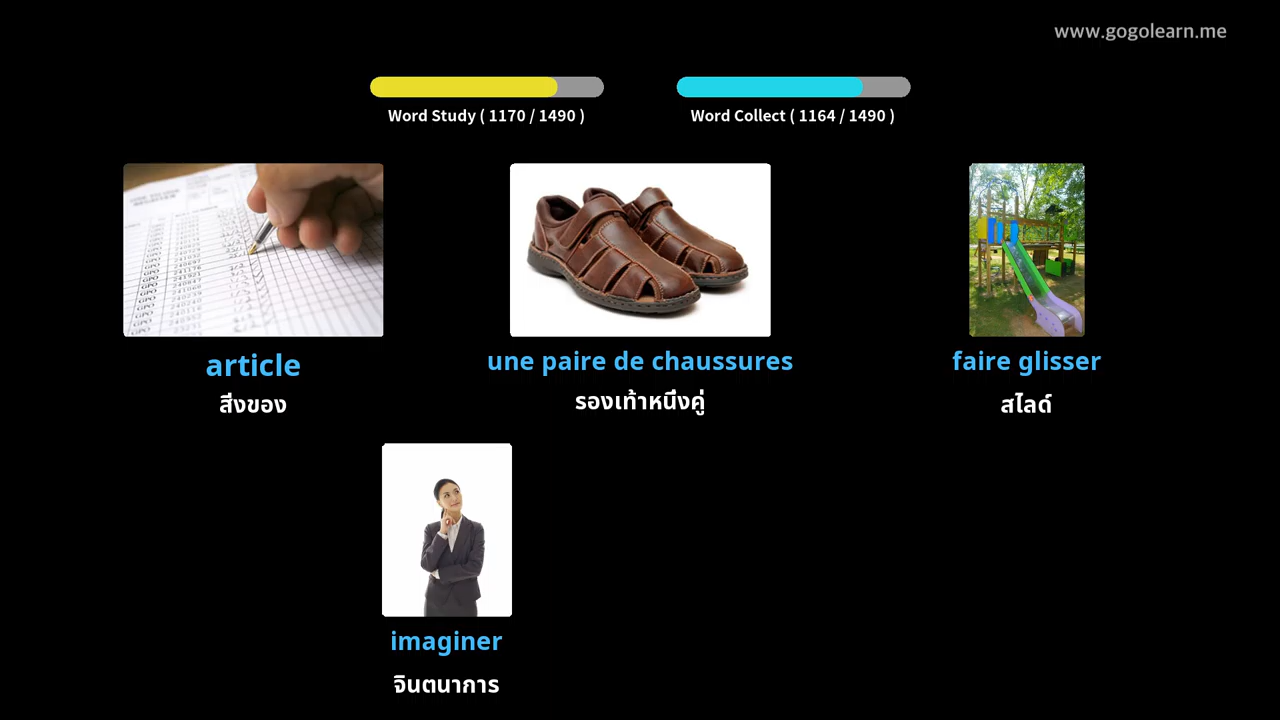 www.gogolearn.me
Word Study ( 1170 / 1490 )
Word Collect ( 1164 / 1490 )
article
une paire de chaussures
faire glisser
สิ่งของ
รองเท้าหนึ่งคู่
สไลด์
imaginer
จินตนาการ